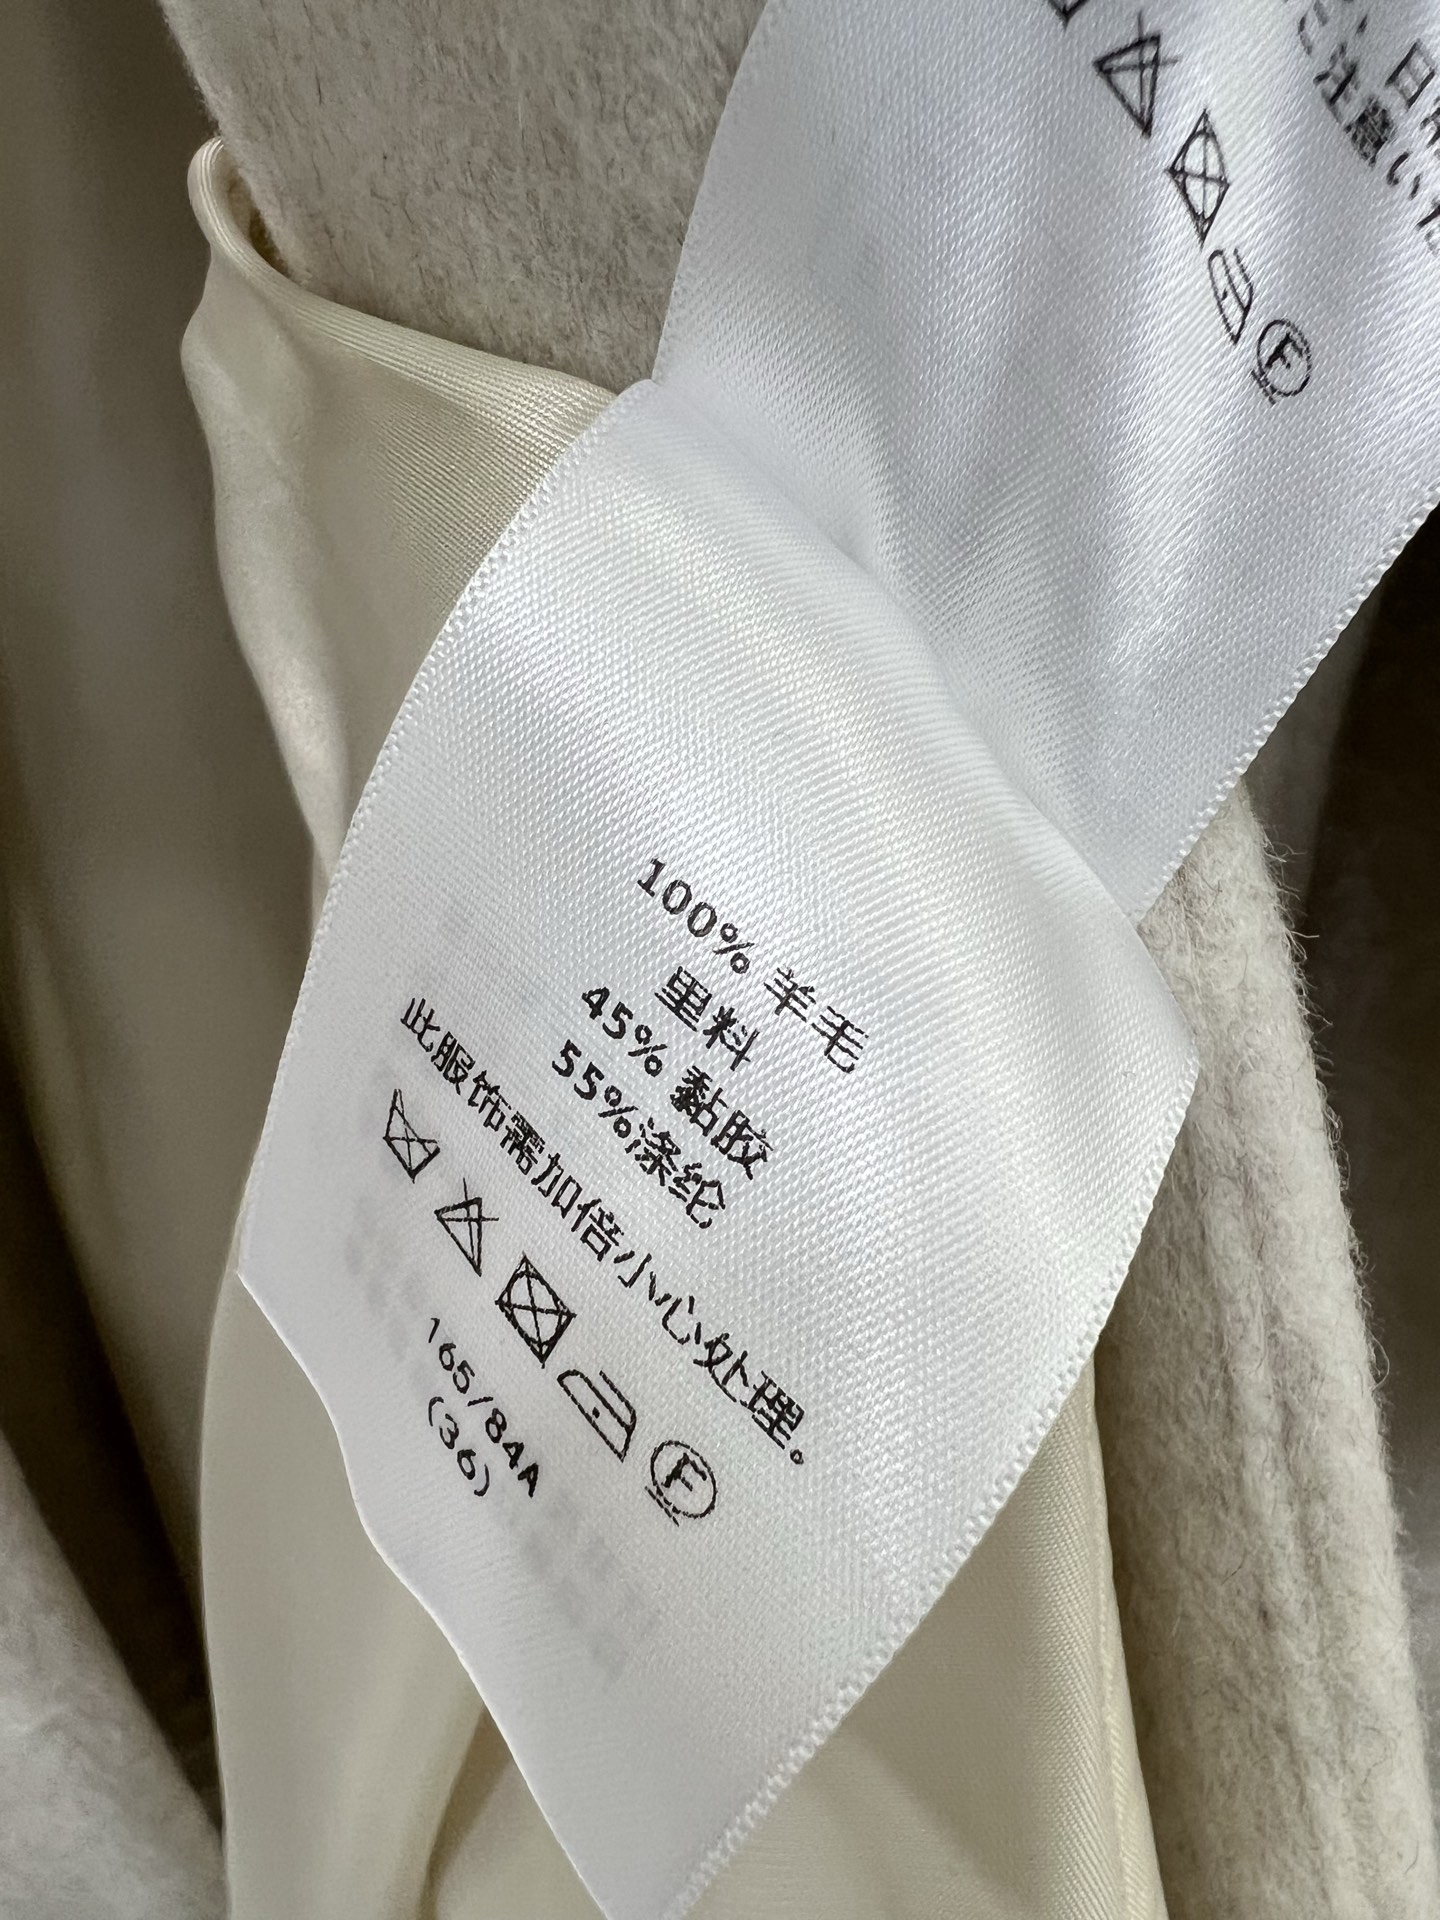 100% 羊毛
里料
45% 黏胶
55%涤纶
此服饰需加倍小心处理。
F
165/84A
(36)
F